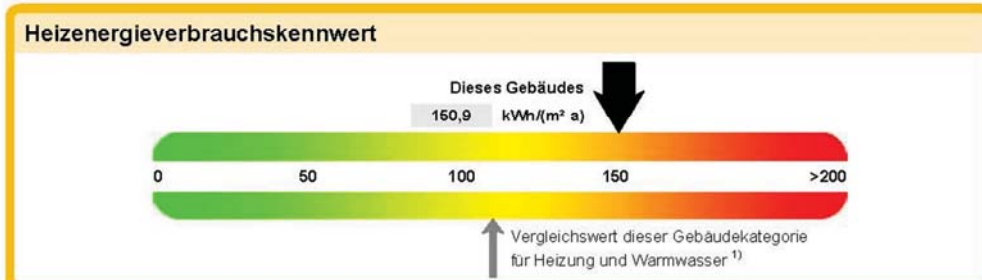 Heizenergieverbrauchskennwert
Dieses Gebäudes
150,9 kWh/(m² a)
0 50 100 150 >200
Vergleichswert dieser Gebäudekategorie
für Heizung und Warmwasser ¹⁾